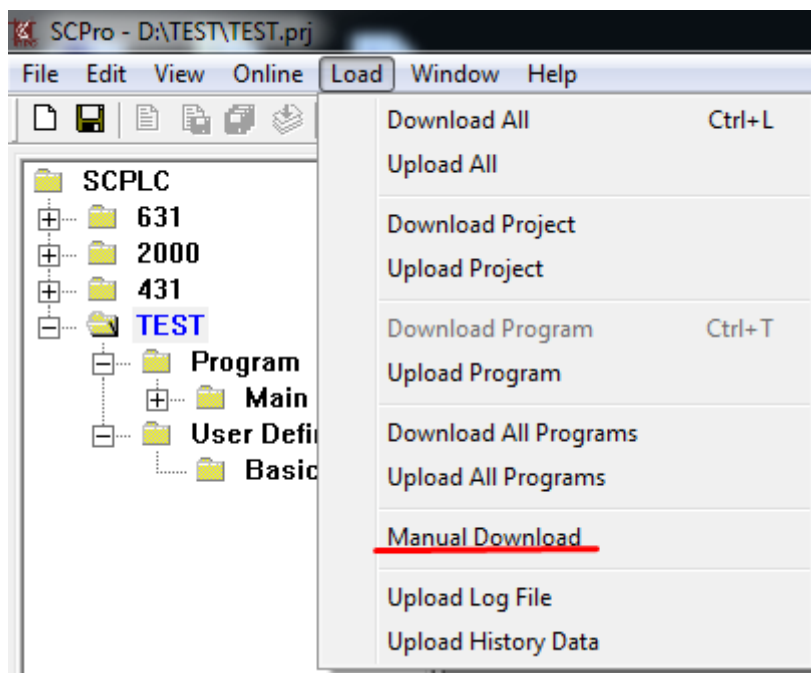 SCPro - D:\TEST\TEST.prj
File Edit View Online Load Window Help
SCPLC
631
2000
431
TEST
Program
Main
User Defi
Basic
Download All Ctrl+L
Upload All
Download Project
Upload Project
Download Program Ctrl+T
Upload Program
Download All Programs
Upload All Programs
Manual Download
Upload Log File
Upload History Data